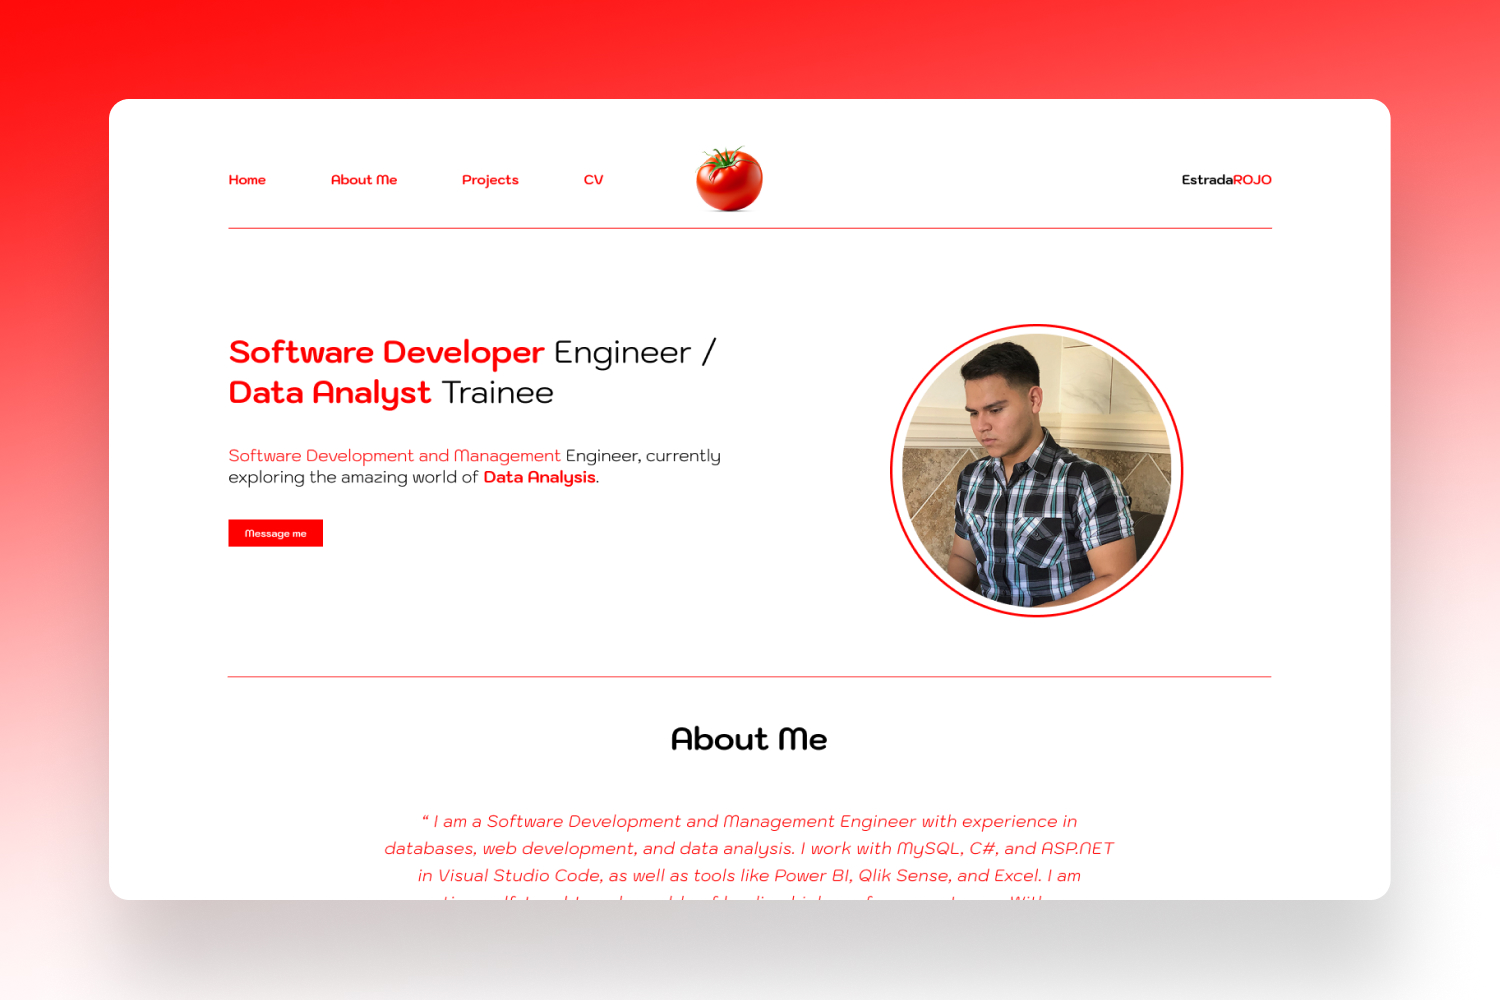 Home About Me Projects CV EstradaROJO
Software Developer Engineer /
Data Analyst Trainee
Software Development and Management Engineer, currently
exploring the amazing world of Data Analysis.
Message me
About Me
“ I am a Software Development and Management Engineer with experience in
databases, web development, and data analysis. I work with MySQL, C#, and ASP.NET
in Visual Studio Code, as well as tools like Power BI, Qlik Sense, and Excel. I am